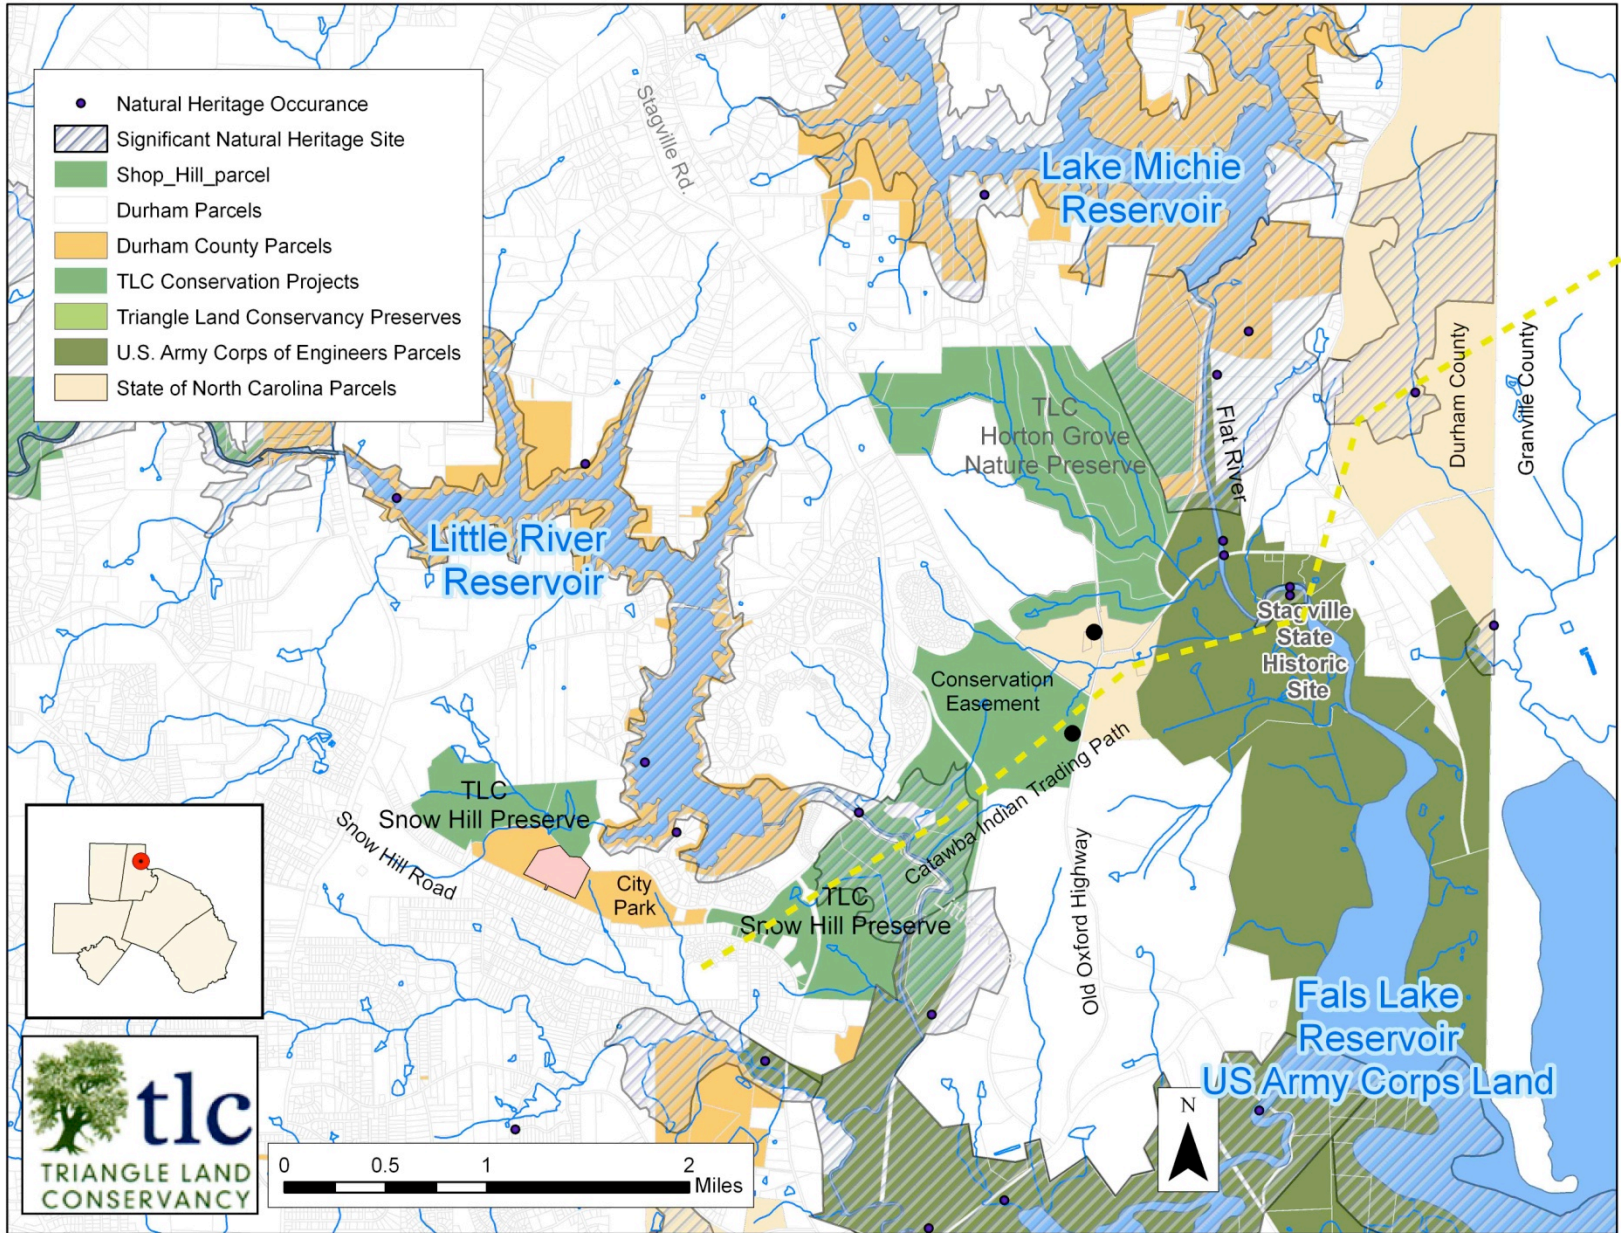 Natural Heritage Occurance
Significant Natural Heritage Site
Shop_Hill_parcel
Durham Parcels
Durham County Parcels
TLC Conservation Projects
Triangle Land Conservancy Preserves
U.S. Army Corps of Engineers Parcels
State of North Carolina Parcels
Stagville Rd.
Lake Michie
Reservoir
Durham County
Granville County
TLC
Horton Grove
Nature Preserve
Flat River
Little River
Reservoir
Stagville
State
Historic
Site
Conservation
Easement
Catawba Indian Trading Path
TLC
Snow Hill Preserve
Snow Hill Road
City
Park
TLC
Snow Hill Preserve
Little
Old Oxford Highway
Fals Lake
Reservoir
US Army Corps Land
N
tlc
TRIANGLE LAND
CONSERVANCY
0 0.5 1 2
Miles